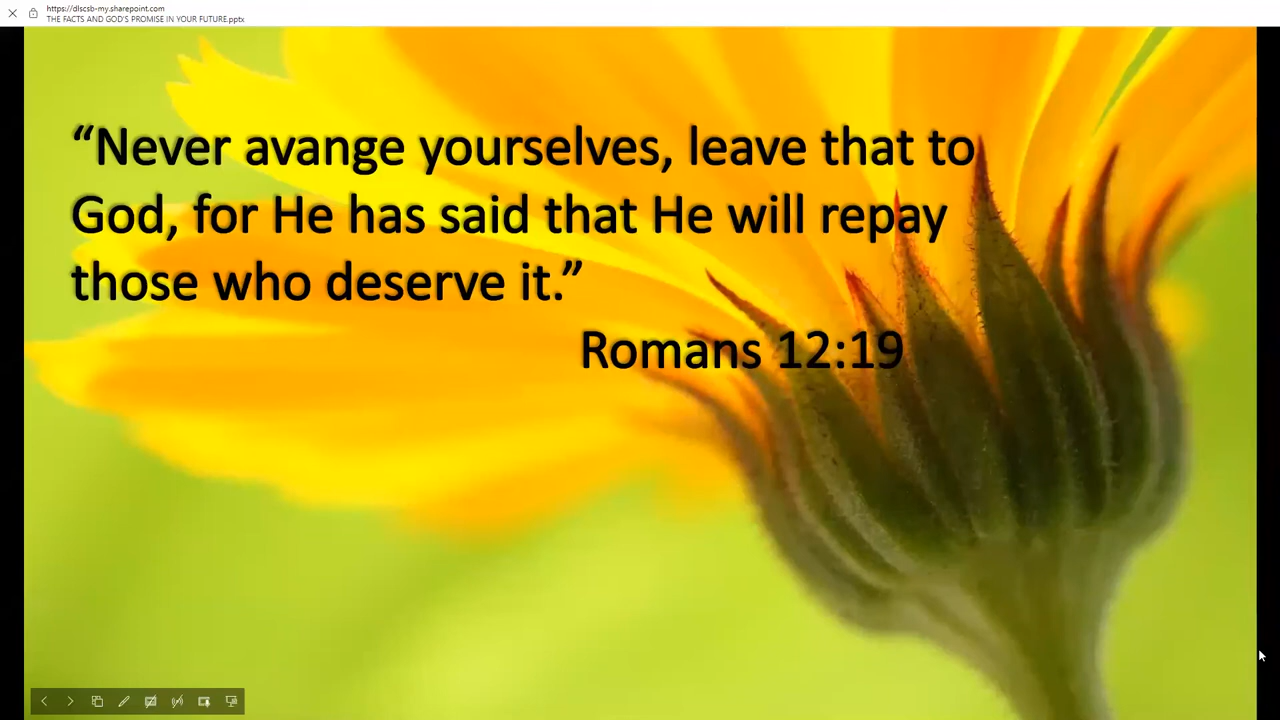 https://dlscsb-my.sharepoint.com
THE FACTS AND GOD'S PROMISE IN YOUR FUTURE.pptx
“Never avange yourselves, leave that to
God, for He has said that He will repay
those who deserve it.”
Romans 12:19